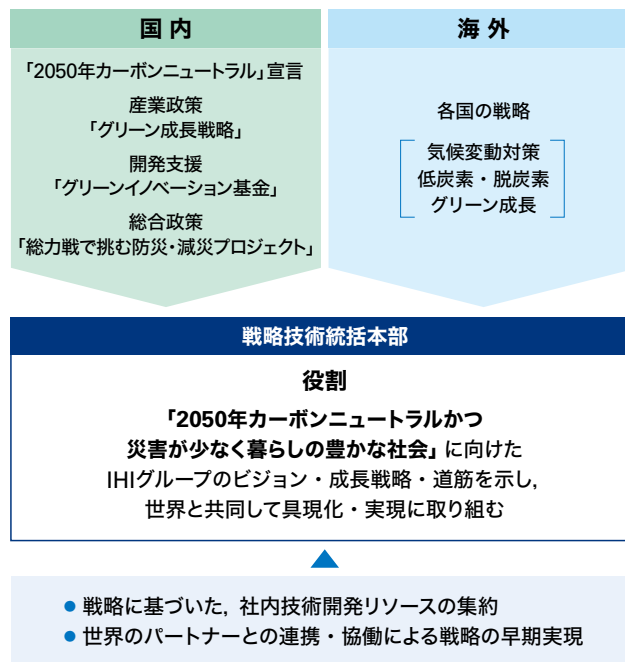 国 内
「2050年カーボンニュートラル」宣言
産業政策
「グリーン成長戦略」
開発支援
「グリーンイノベーション基金」
総合政策
「総力戦で挑む防災・減災プロジェクト」
海 外
各国の戦略
気候変動対策
低炭素・脱炭素
グリーン成長
戦略技術統括本部
役割
「2050年カーボンニュートラルかつ
災害が少なく暮らしの豊かな社会」に向けた
IHIグループのビジョン・成長戦略・道筋を示し,
世界と共同して具現化・実現に取り組む
● 戦略に基づいた, 社内技術開発リソースの集約
● 世界のパートナーとの連携・協働による戦略の早期実現